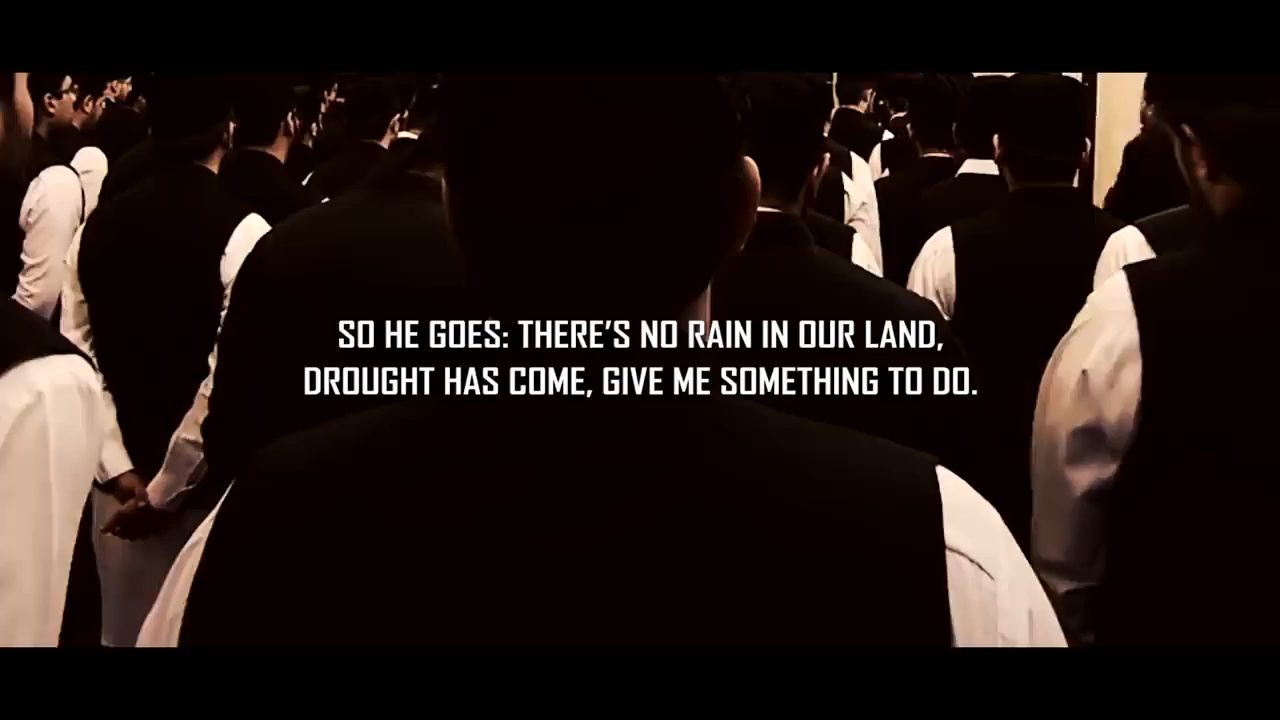 SO HE GOES: THERE'S NO RAIN IN OUR LAND,
DROUGHT HAS COME, GIVE ME SOMETHING TO DO.